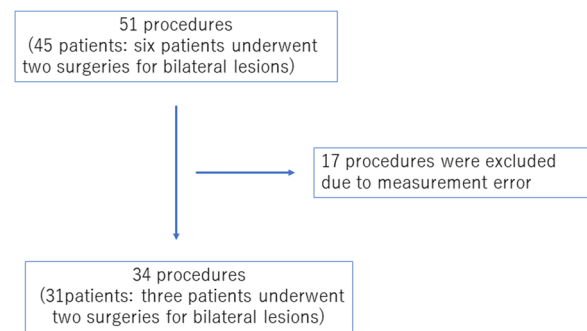 51 procedures
(45 patients: six patients underwent
two surgeries for bilateral lesions)
17 procedures were excluded
due to measurement error
34 procedures
(31patients: three patients underwent
two surgeries for bilateral lesions)